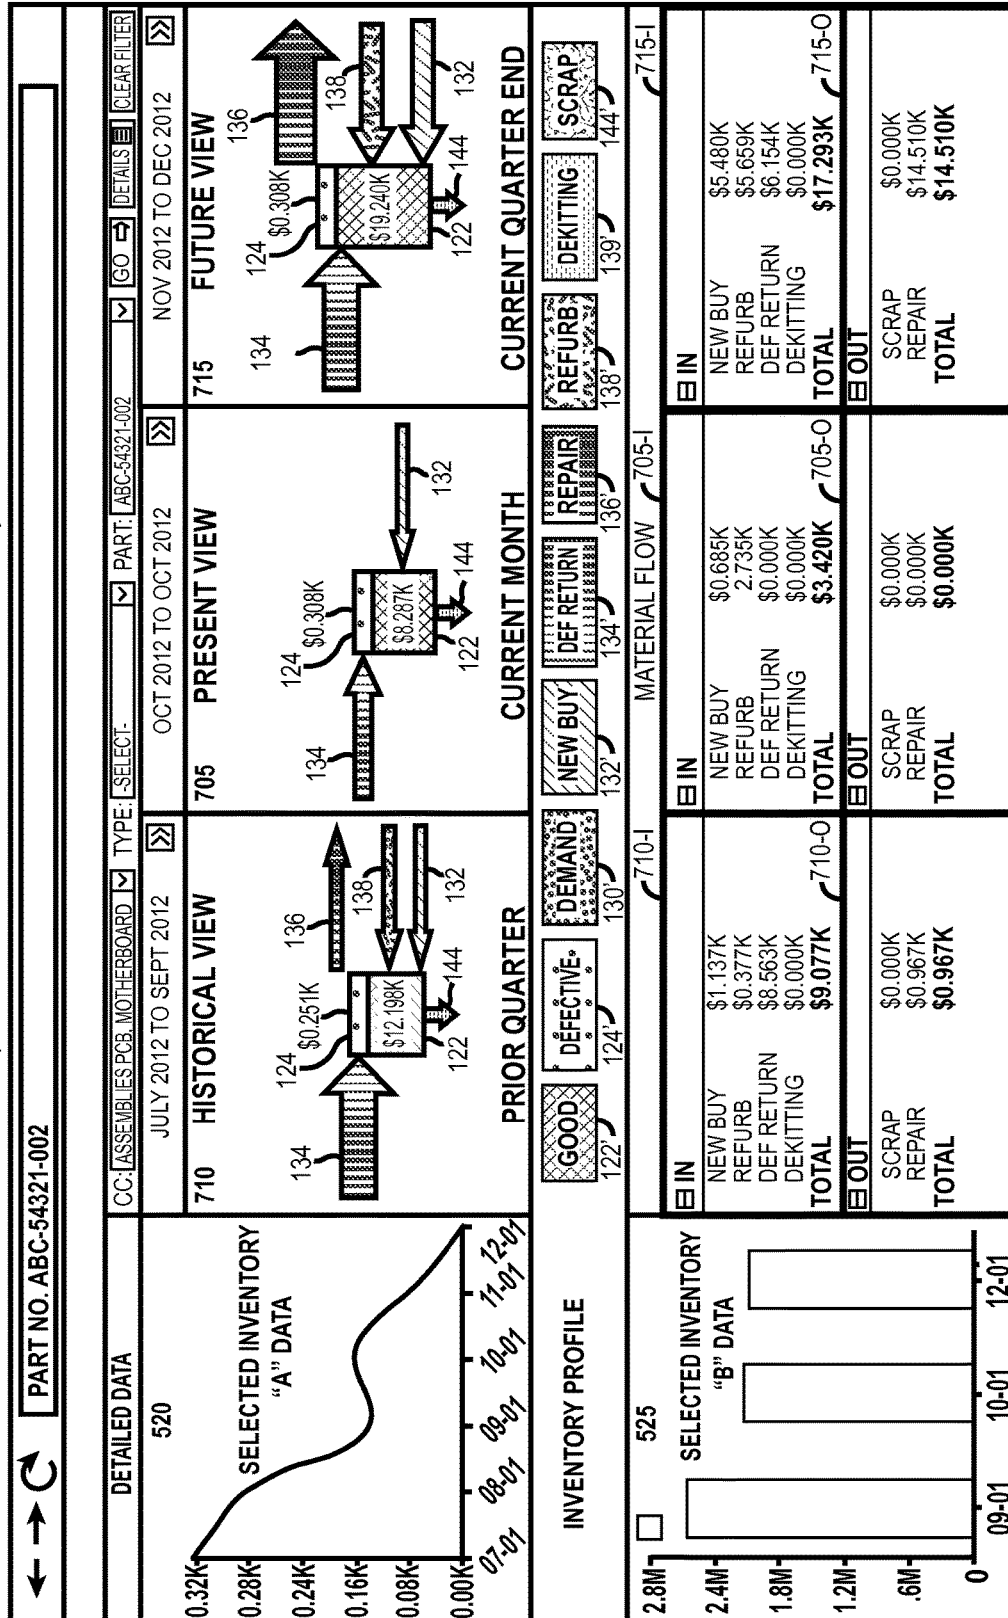 PART NO. ABC-54321-002
DETAILED DATA
CC: ASSEMBLIES PCB, MOTHERBOARD TYPE: -SELECT- PART: ABC-54321-002 GO DETAILS CLEAR FILTER
520
SELECTED INVENTORY
"A" DATA
0.32K
0.28K
0.24K
0.16K
0.08K
0.00K
07-01 08-01 09-01 10-01 11-01 12-01
JULY 2012 TO SEPT 2012 >>
710 HISTORICAL VIEW
134
124
$0.251K
136
$12.198K
138
122
144
132
PRIOR QUARTER
OCT 2012 TO OCT 2012 >>
705 PRESENT VIEW
134
124
$0.308K
$8.287K
122
144
132
CURRENT MONTH
NOV 2012 TO DEC 2012 >>
715 FUTURE VIEW
134
124
$0.308K
136
$19.240K
138
122
144
132
CURRENT QUARTER END
INVENTORY PROFILE
GOOD DEFECTIVE DEMAND NEW BUY DEF RETURN REPAIR REFURB DEKITTING SCRAP
122' 124' 130' 132' 134' 136' 138' 139' 144'
525
SELECTED INVENTORY
"B" DATA
2.8M
2.4M
1.8M
1.2M
.6M
0
09-01 10-01 12-01
MATERIAL FLOW
710-I
705-I
715-I
IN
NEW BUY $1.137K
REFURB $0.377K
DEF RETURN $8.563K
DEKITTING $0.000K
TOTAL $9.077K
710-O
OUT
SCRAP $0.000K
REPAIR $0.967K
TOTAL $0.967K
IN
NEW BUY $0.685K
REFURB 2.735K
DEF RETURN $0.000K
DEKITTING $0.000K
TOTAL $3.420K
705-O
OUT
SCRAP $0.000K
REPAIR $0.000K
TOTAL $0.000K
IN
NEW BUY $5.480K
REFURB $5.659K
DEF RETURN $6.154K
DEKITTING $0.000K
TOTAL $17.293K
715-O
OUT
SCRAP $0.000K
REPAIR $14.510K
TOTAL $14.510K